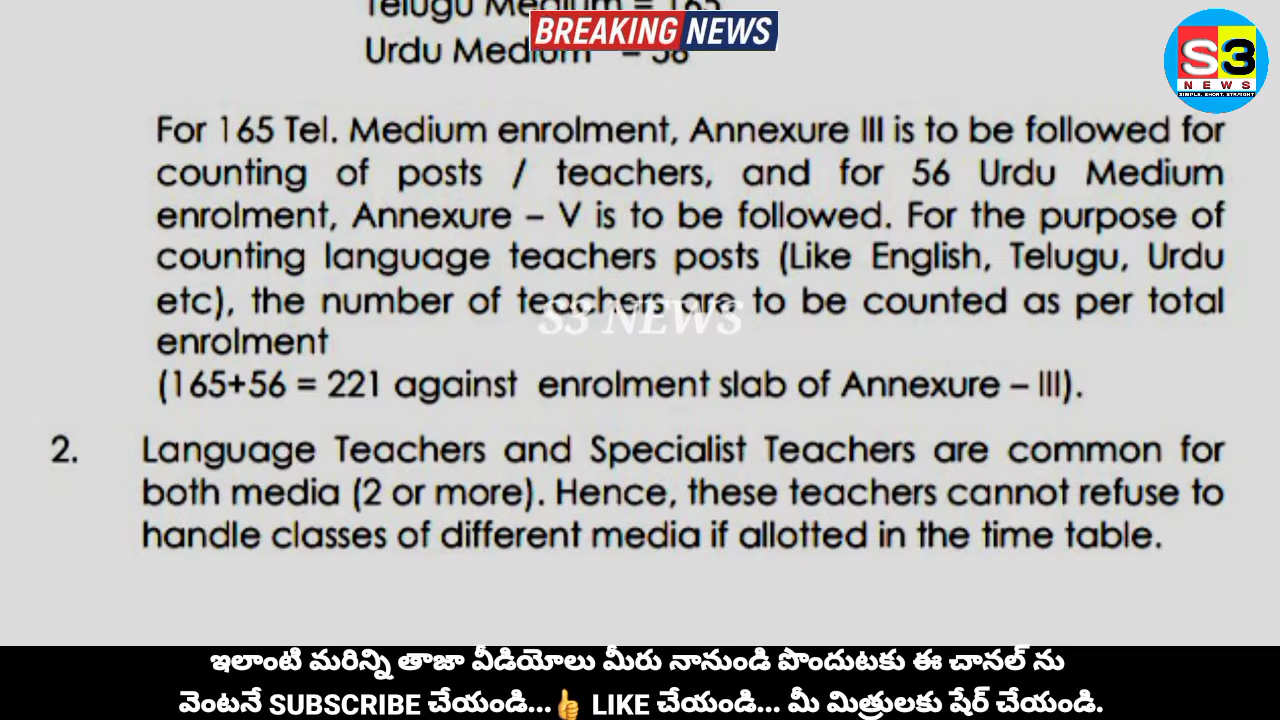 Telugu Medium = 165
BREAKING NEWS
Urdu Medium = 56
S3
NEWS
SIMPLE. SHORT. STRAIGHT
For 165 Tel. Medium enrolment, Annexure III is to be followed for
counting of posts / teachers, and for 56 Urdu Medium
enrolment, Annexure – V is to be followed. For the purpose of
counting language teachers posts (Like English, Telugu, Urdu
etc), the number of teachers are to be counted as per total
S3 NEWS
enrolment
(165+56 = 221 against enrolment slab of Annexure – III).
2. Language Teachers and Specialist Teachers are common for
both media (2 or more). Hence, these teachers cannot refuse to
handle classes of different media if allotted in the time table.
ఇలాంటి మరిన్ని తాజా వీడియోలు మీరు నానుండి పొందుటకు ఈ చానల్ ను
వెంటనే SUBSCRIBE చేయండి...👍 LIKE చేయండి... మీ మిత్రులకు షేర్ చేయండి.